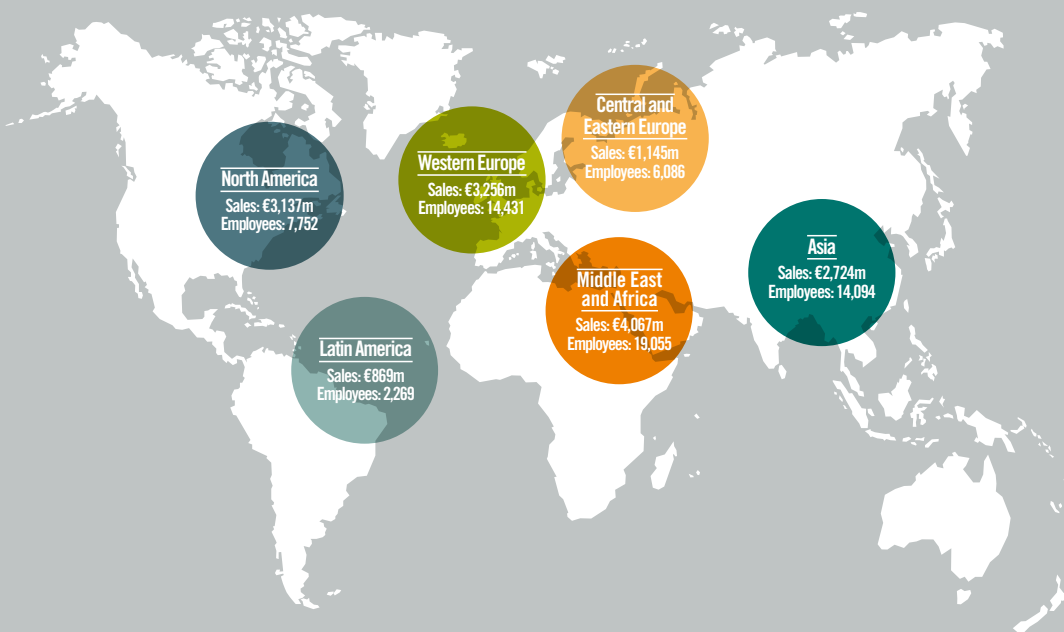 North America
Sales: €3,137m
Employees: 7,752
Western Europe
Sales: €3,256m
Employees: 14,431
Central and
Eastern Europe
Sales: €1,145m
Employees: 6,086
Latin America
Sales: €869m
Employees: 2,269
Middle East
and Africa
Sales: €4,067m
Employees: 19,055
Asia
Sales: €2,724m
Employees: 14,094